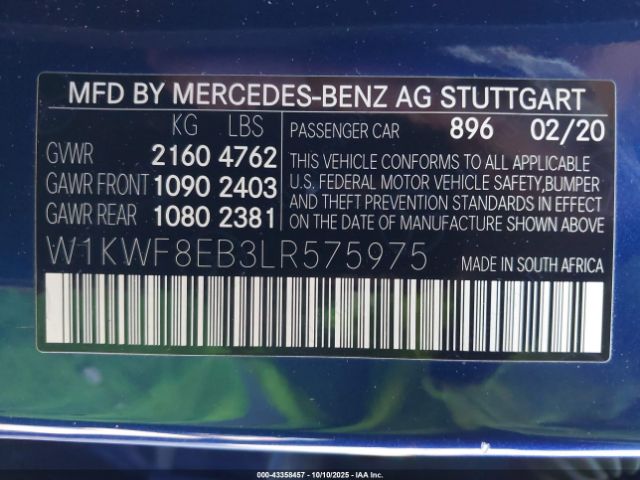 MFD BY MERCEDES-BENZ AG STUTTGART
KG LBS
GVWR 2160 4762
GAWR FRONT 1090 2403
GAWR REAR 1080 2381
PASSENGER CAR 896 02/20
THIS VEHICLE CONFORMS TO ALL APPLICABLE
U.S. FEDERAL MOTOR VEHICLE SAFETY,BUMPER
AND THEFT PREVENTION STANDARDS IN EFFECT
ON THE DATE OF MANUFACTURE SHOWN ABOVE
W1KWF8EB3LR575975 MADE IN SOUTH AFRICA
000-43358457 - 10/10/2025 - IAAI, Inc.